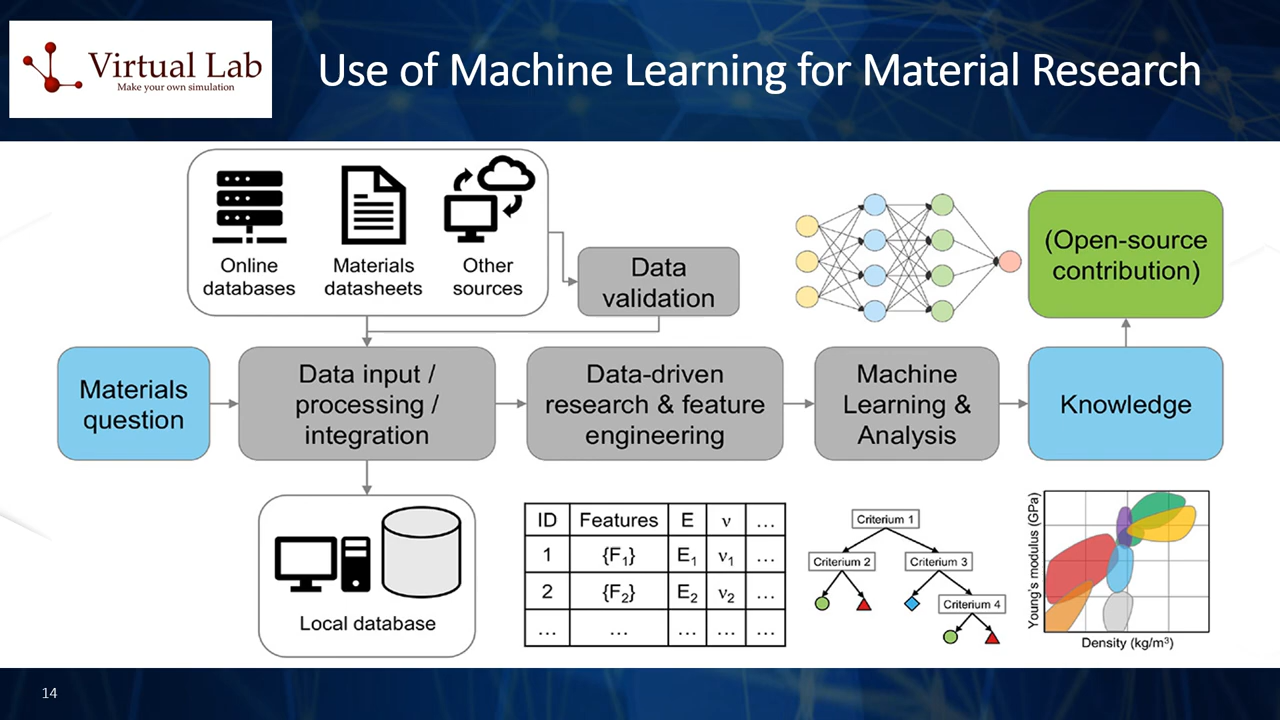 Virtual Lab
Make your own simulation
Use of Machine Learning for Material Research
Online
databases
Materials
datasheets
Other
sources
Data
validation
(Open-source
contribution)
Materials
question
Data input /
processing /
integration
Data-driven
research & feature
engineering
Machine
Learning &
Analysis
Knowledge
Local database
ID Features E ν …
1 {F₁} E₁ ν₁ …
2 {F₂} E₂ ν₂ …
… … … … …
Criterium 1
Criterium 2
Criterium 3
Criterium 4
Young's modulus (GPa)
Density (kg/m³)
14